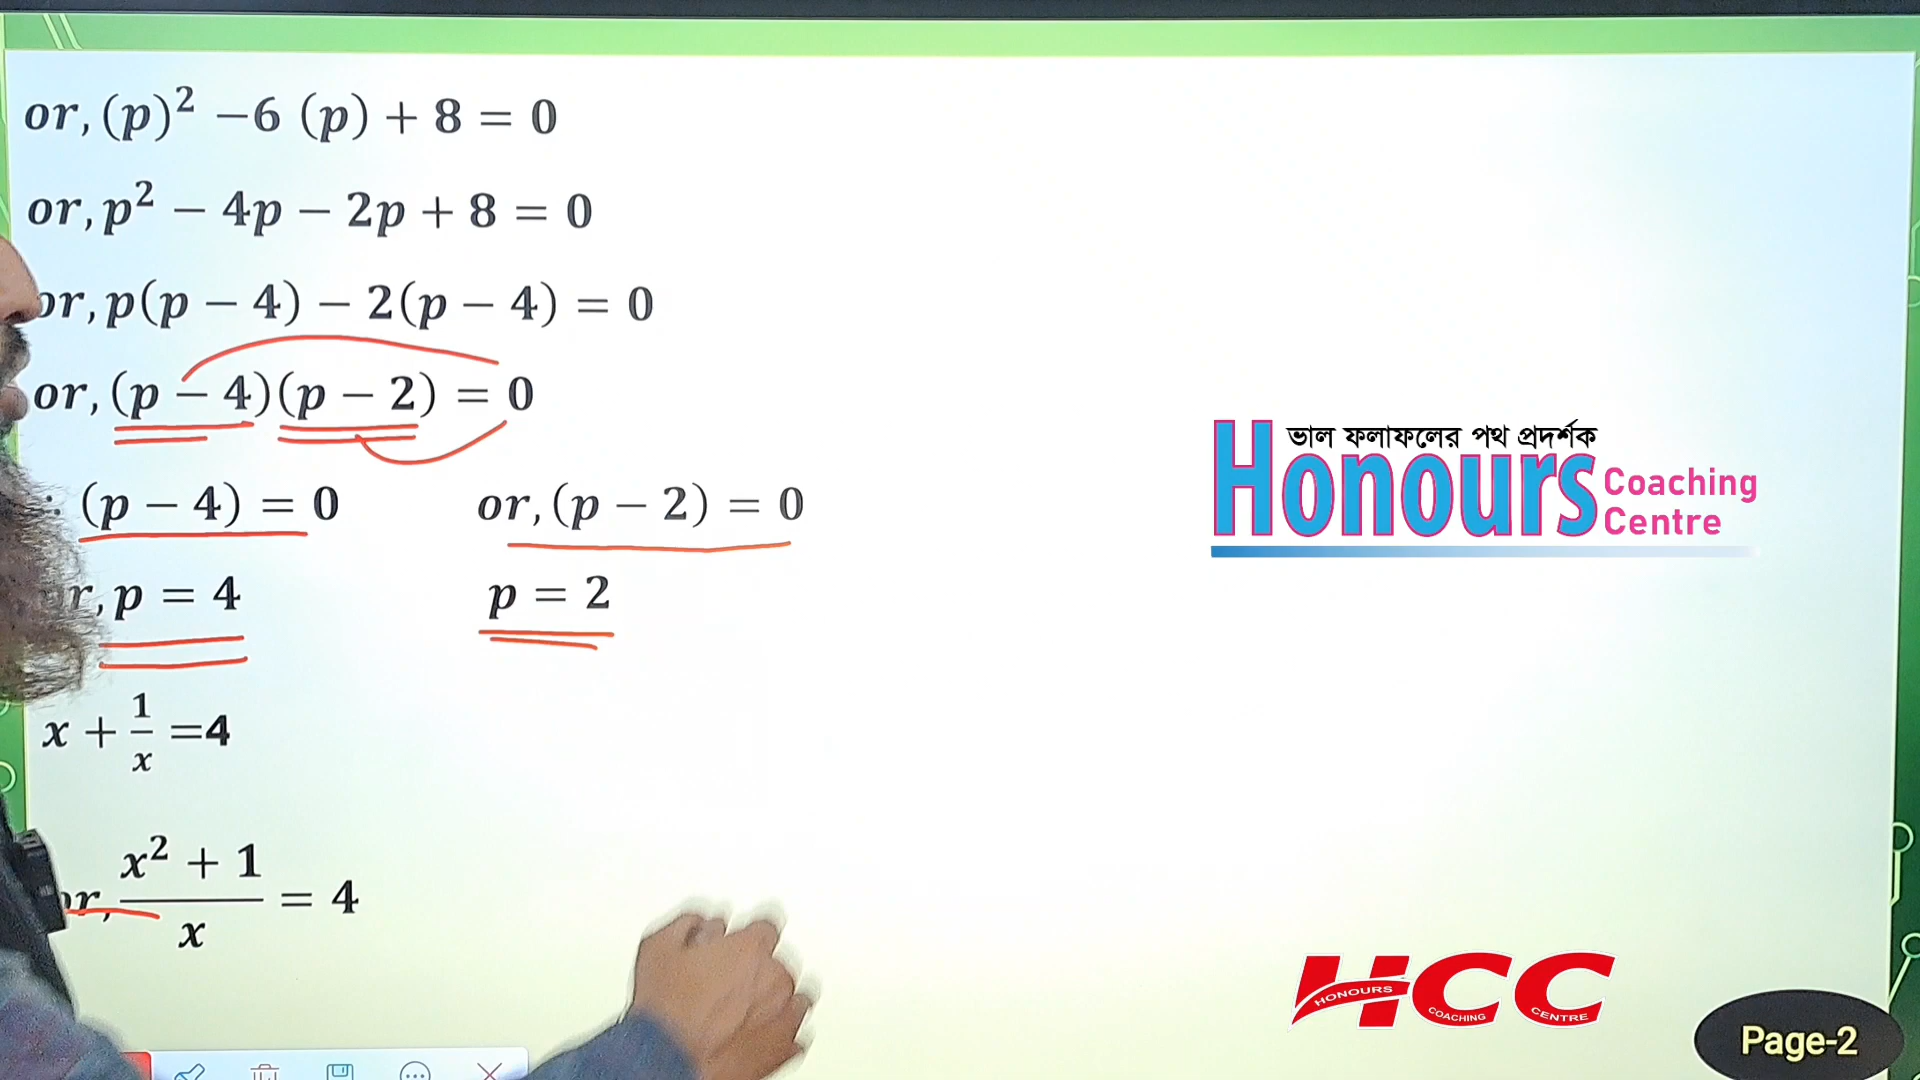 or, (p)² −6 (p) + 8 = 0
or, p² − 4p − 2p + 8 = 0
or, p(p − 4) − 2(p − 4) = 0
or, (p − 4)(p − 2) = 0
∴ (p − 4) = 0 or, (p − 2) = 0
or, p = 4 p = 2
x + 1/x =4
or, (x² + 1)/x = 4
ভাল ফলাফলের পথ প্রদর্শক
Honours Coaching Centre
HCC
HONOURS COACHING CENTRE
Page-2